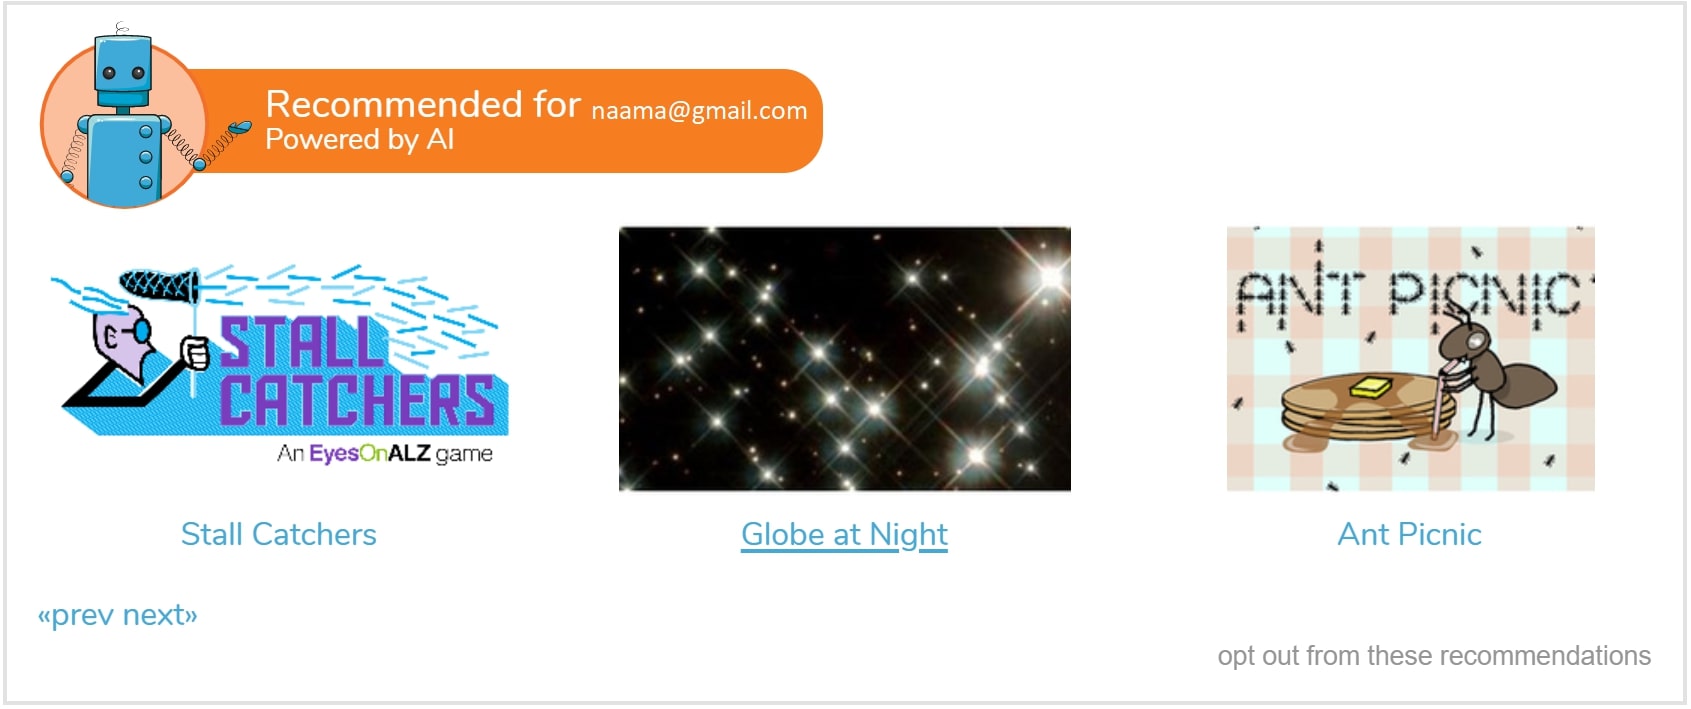 Recommended for naama@gmail.com
Powered by AI
STALL
CATCHERS
An EyesOnALZ game
ANT PICNIC
Stall Catchers
Globe at Night
Ant Picnic
«prev next»
opt out from these recommendations